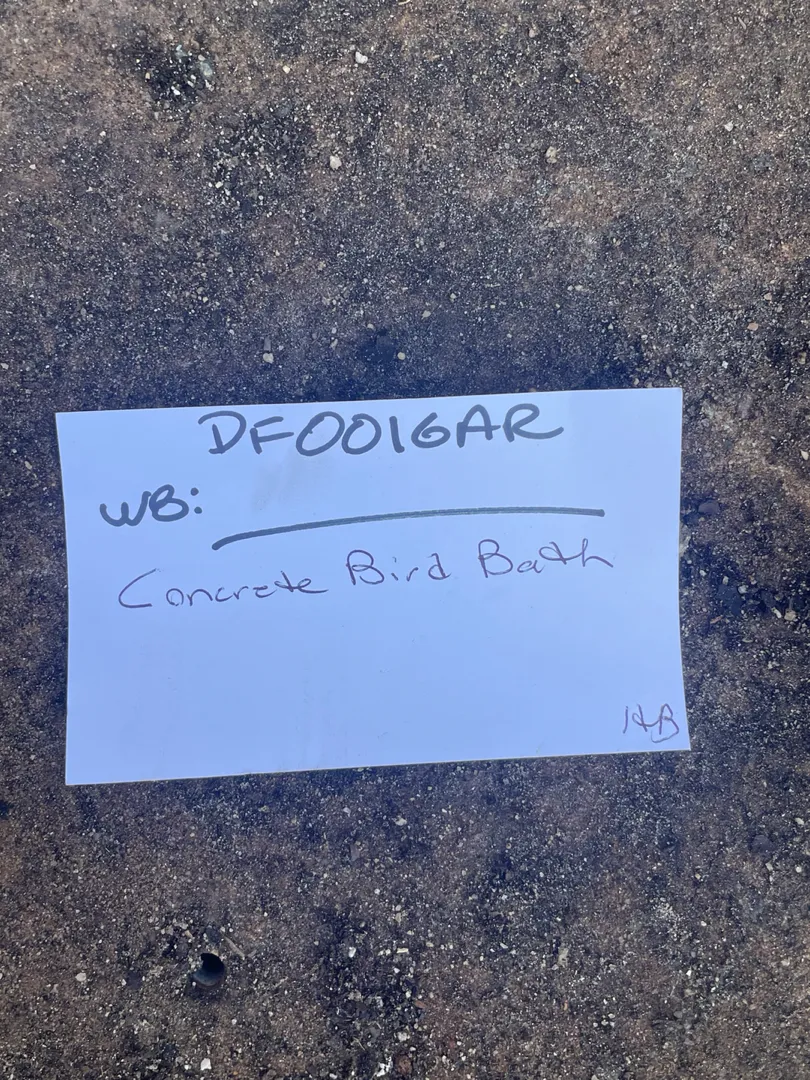 DF0016AR
WB:
Concrete Bird Bath
HB